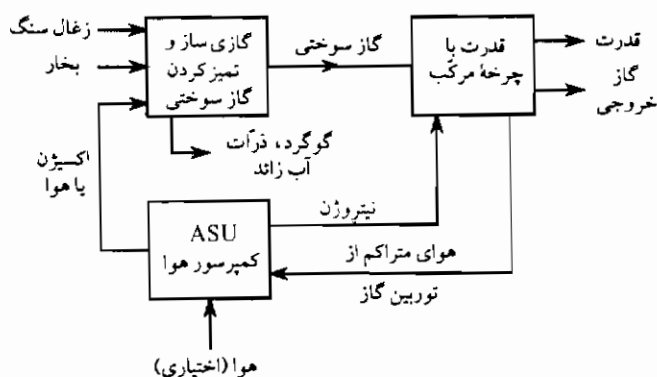 زغال سنگ
بخار
گازی ساز و
تمیز کردن
گاز سوختی
گاز سوختی
قدرت با
چرخهٔ مرکّب
قدرت
گاز
خروجی
گوگرد، ذرّات
آب زائد
اکسیژن
یا هوا
ASU
کمپرسور هوا
نیتروژن
هوای متراکم از
توربین گاز
هوا (اختیاری)